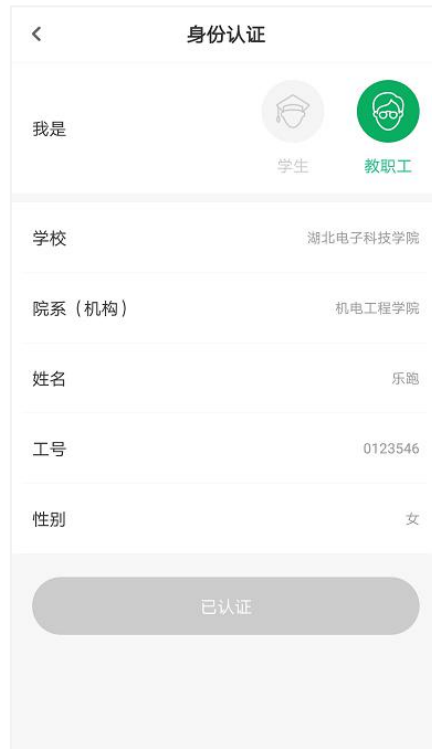 身份认证
我是
学生 教职工
学校 湖北电子科技学院
院系（机构） 机电工程学院
姓名 乐跑
工号 0123546
性别 女
已认证